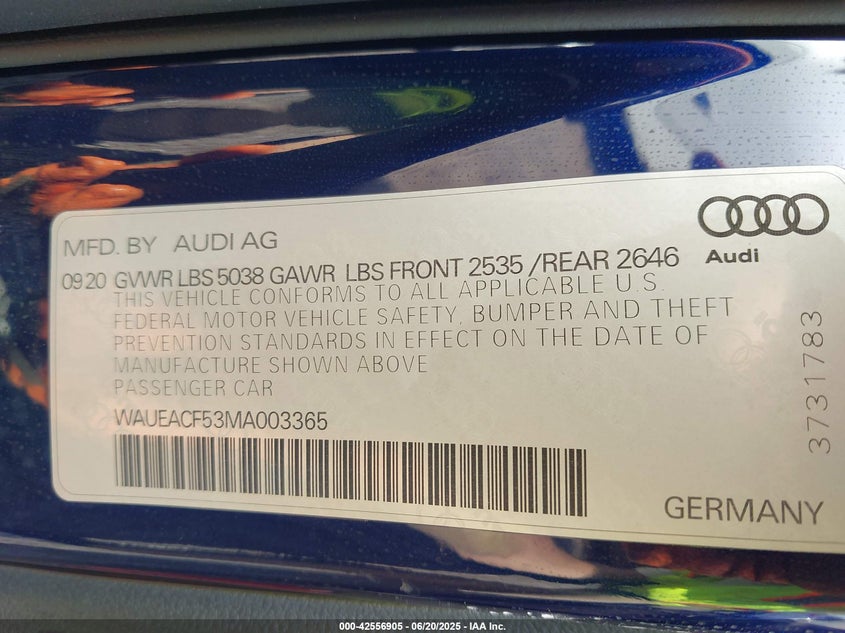 MFD. BY AUDI AG
Audi
0920 GVWR LBS 5038 GAWR LBS FRONT 2535 /REAR 2646
THIS VEHICLE CONFORMS TO ALL APPLICABLE U.S.
FEDERAL MOTOR VEHICLE SAFETY, BUMPER AND THEFT
PREVENTION STANDARDS IN EFFECT ON THE DATE OF
MANUFACTURE SHOWN ABOVE
PASSENGER CAR
WAUEACF53MA003365
3731783
GERMANY
000-42556905 - 06/20/2025 - IAA Inc.